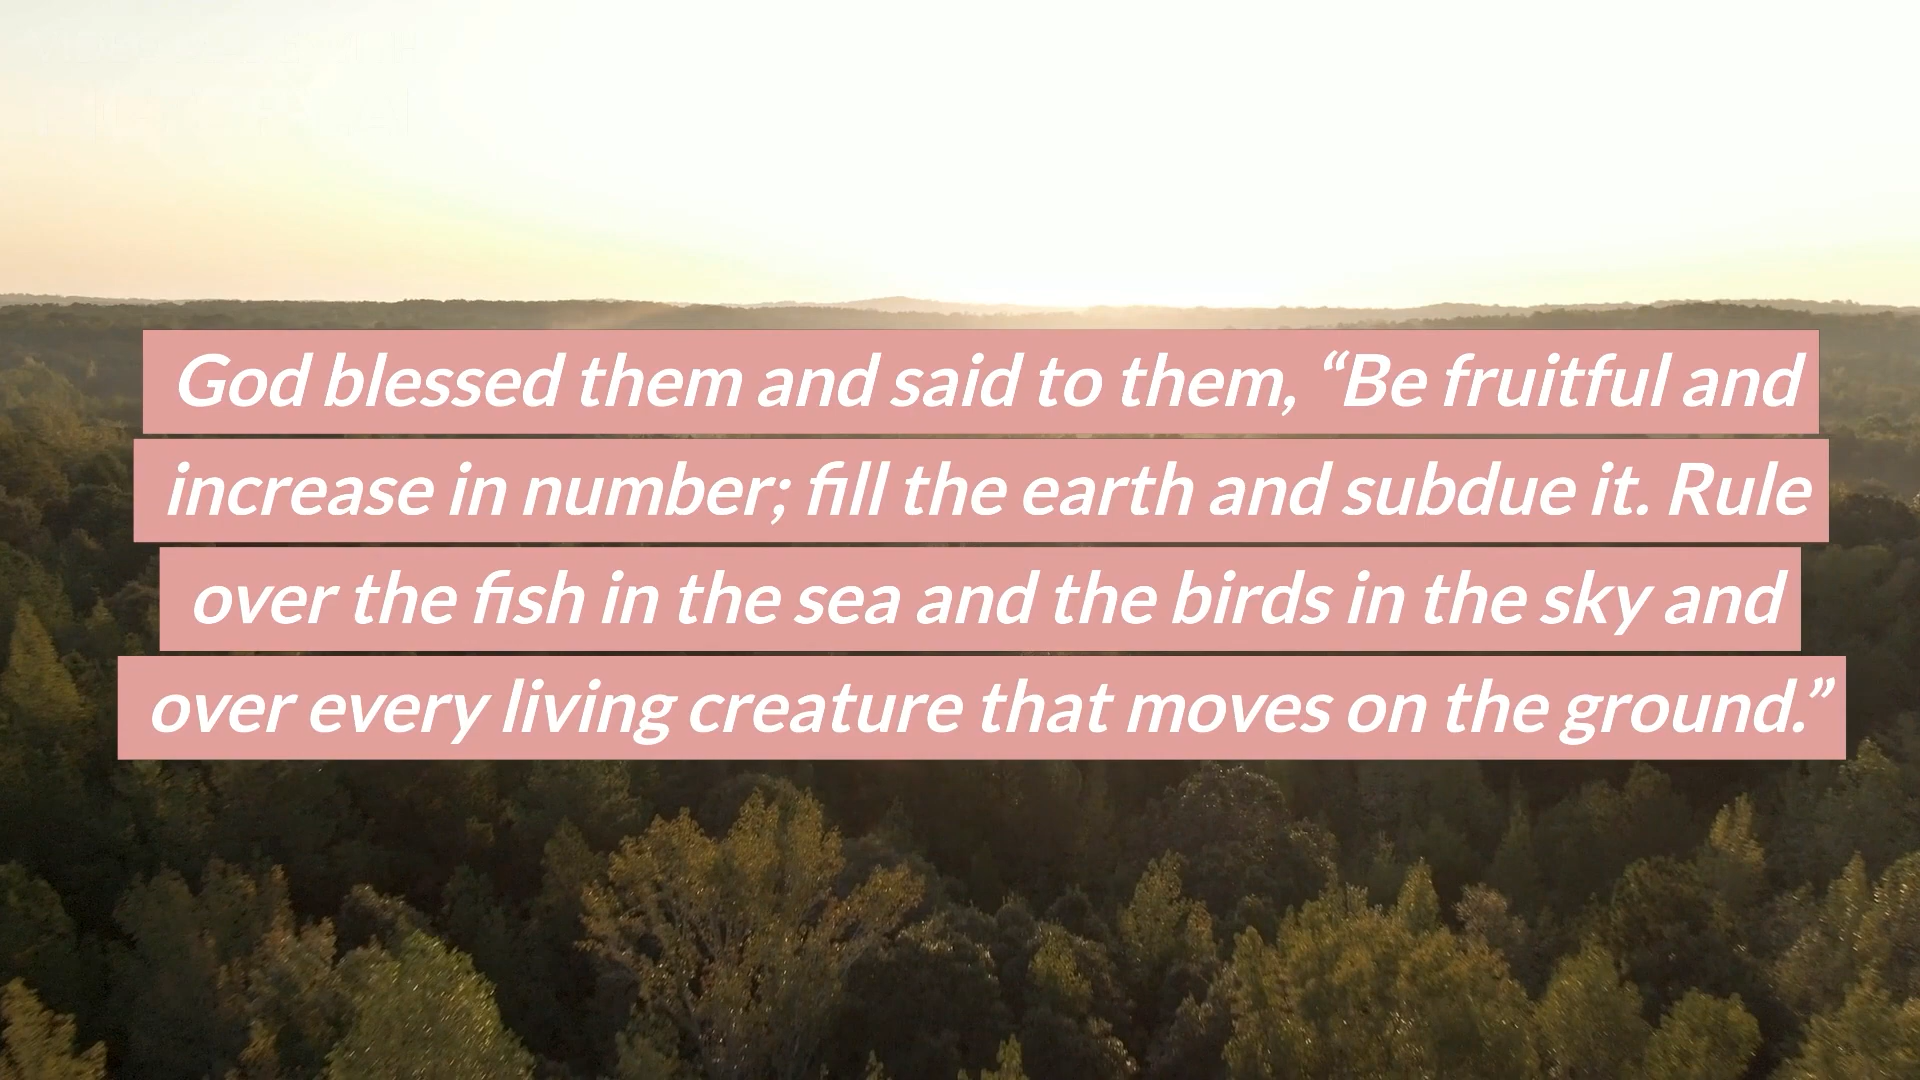 God blessed them and said to them, “Be fruitful and
increase in number; fill the earth and subdue it. Rule
over the fish in the sea and the birds in the sky and
over every living creature that moves on the ground.”